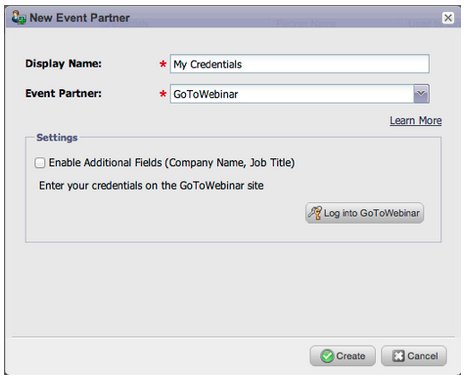 New Event Partner
Display Name: * My Credentials
Event Partner: * GoToWebinar
Learn More
Settings
Enable Additional Fields (Company Name, Job Title)
Enter your credentials on the GoToWebinar site
Log into GoToWebinar
Create Cancel